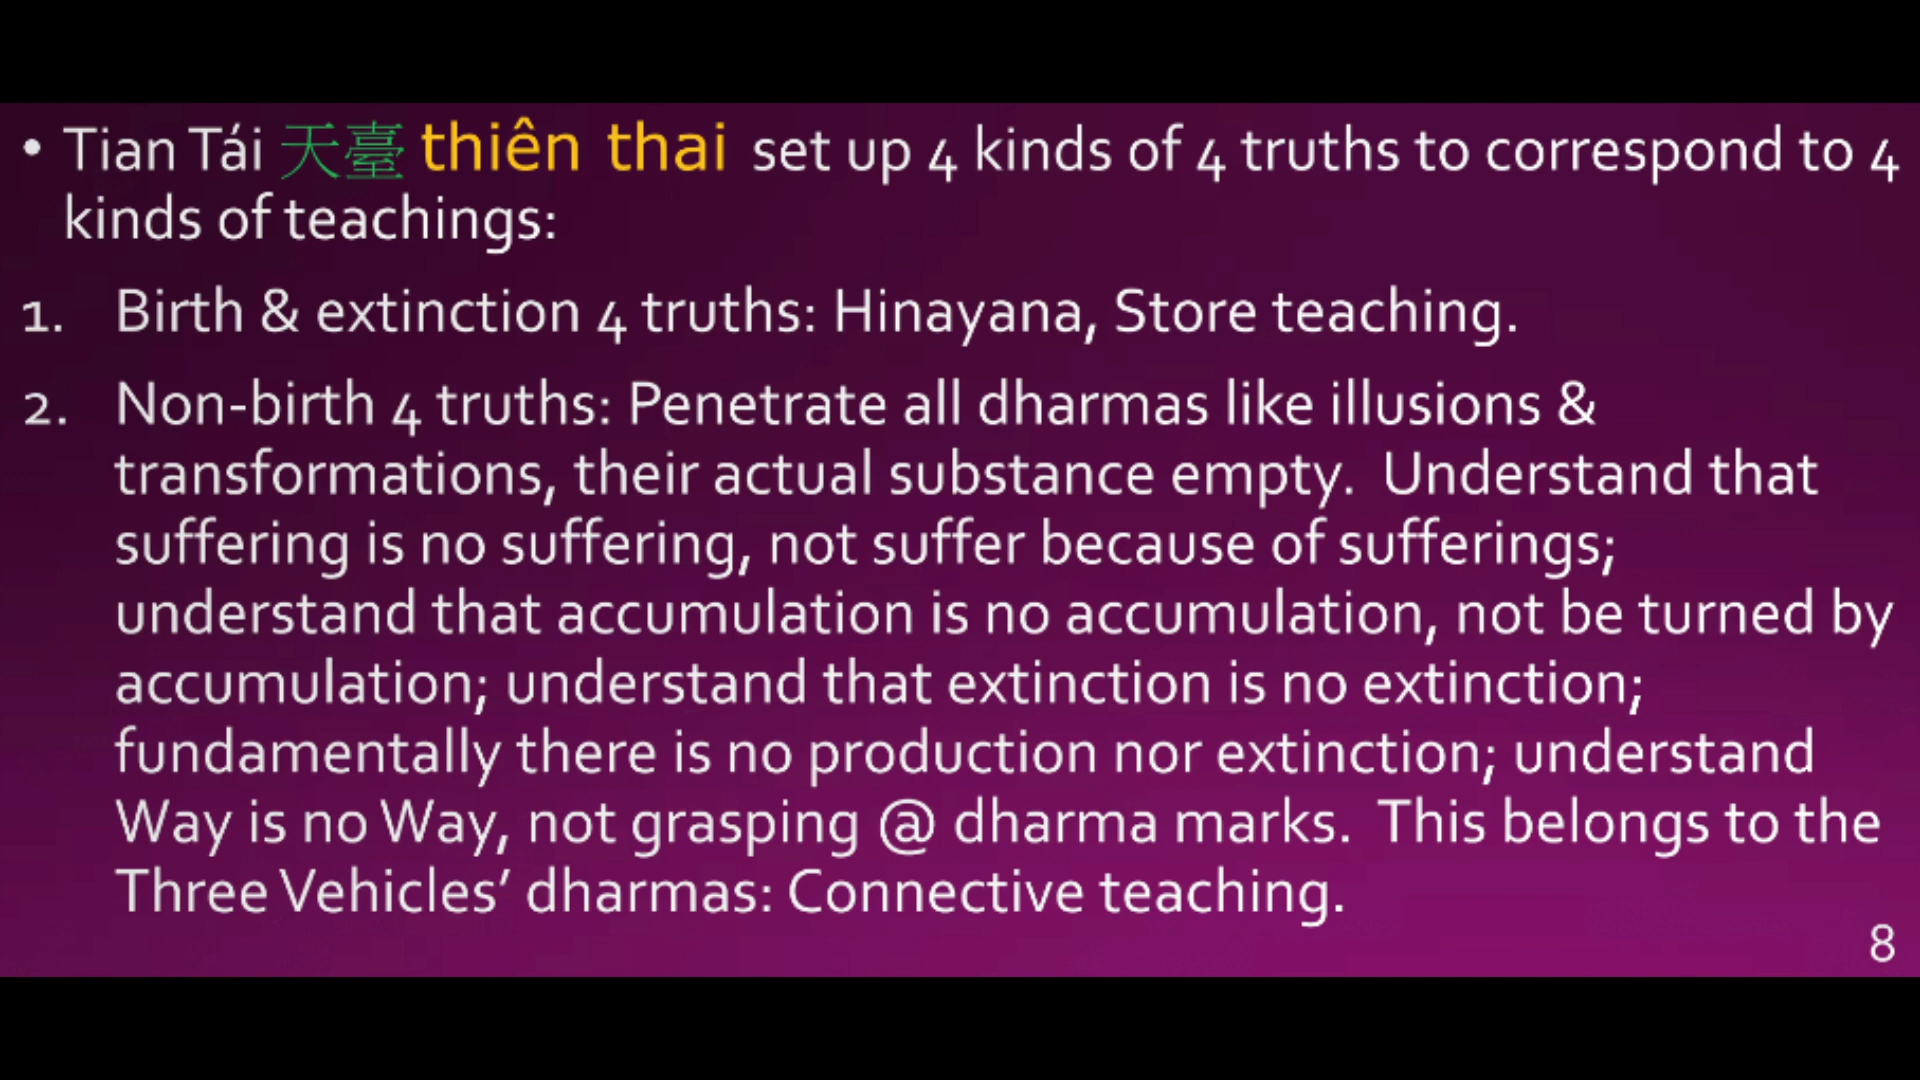 • Tian Tái 天臺 thiên thai set up 4 kinds of 4 truths to correspond to 4
kinds of teachings:
1. Birth & extinction 4 truths: Hinayana, Store teaching.
2. Non-birth 4 truths: Penetrate all dharmas like illusions &
transformations, their actual substance empty. Understand that
suffering is no suffering, not suffer because of sufferings;
understand that accumulation is no accumulation, not be turned by
accumulation; understand that extinction is no extinction;
fundamentally there is no production nor extinction; understand
Way is no Way, not grasping @ dharma marks. This belongs to the
Three Vehicles’ dharmas: Connective teaching.
8